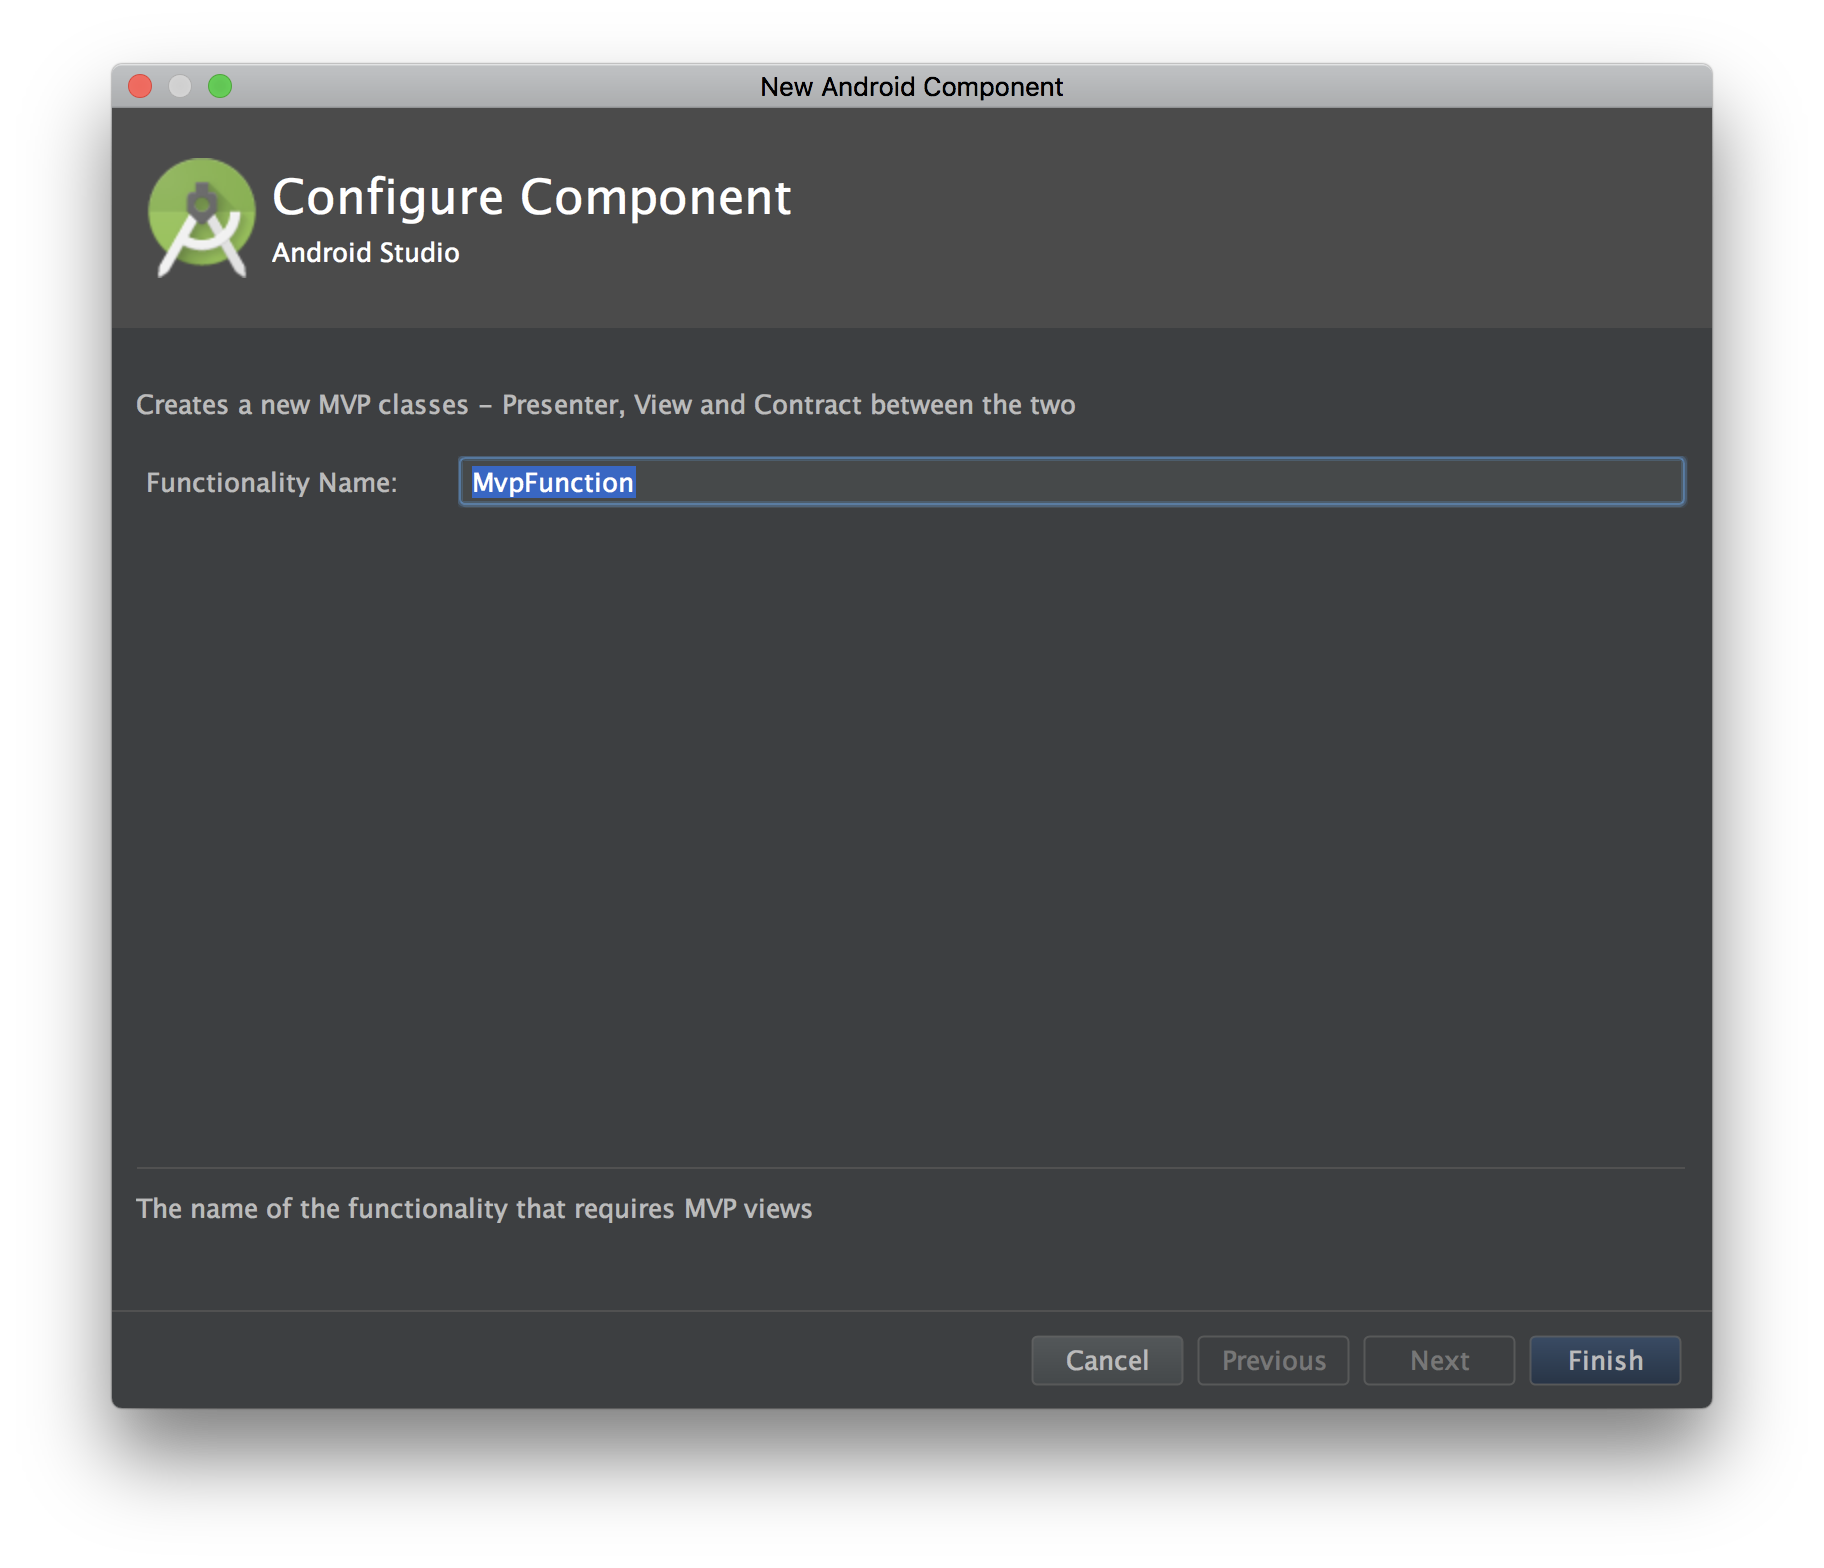 New Android Component
Configure Component
Android Studio
Creates a new MVP classes – Presenter, View and Contract between the two
Functionality Name: MvpFunction
The name of the functionality that requires MVP views
Cancel Previous Next Finish